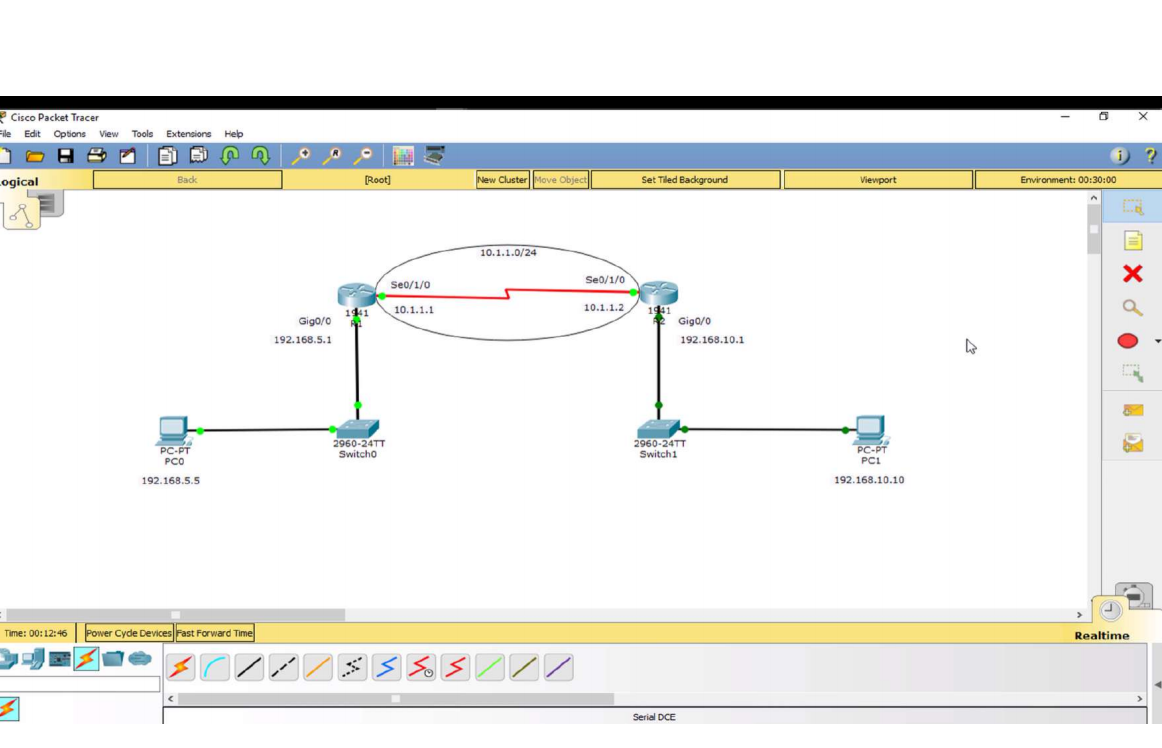 Cisco Packet Tracer
File Edit Options View Tools Extensions Help
Logical Back [Root] New Cluster Move Object Set Tiled Background Viewport Environment: 00:30:00
10.1.1.0/24
Se0/1/0 Se0/1/0
10.1.1.1 10.1.1.2
1941 1941
R1 R2
Gig0/0 Gig0/0
192.168.5.1 192.168.10.1
2960-24TT 2960-24TT
Switch0 Switch1
PC-PT PC-PT
PC0 PC1
192.168.5.5 192.168.10.10
Time: 00:12:46 Power Cycle Devices Fast Forward Time Realtime
Serial DCE